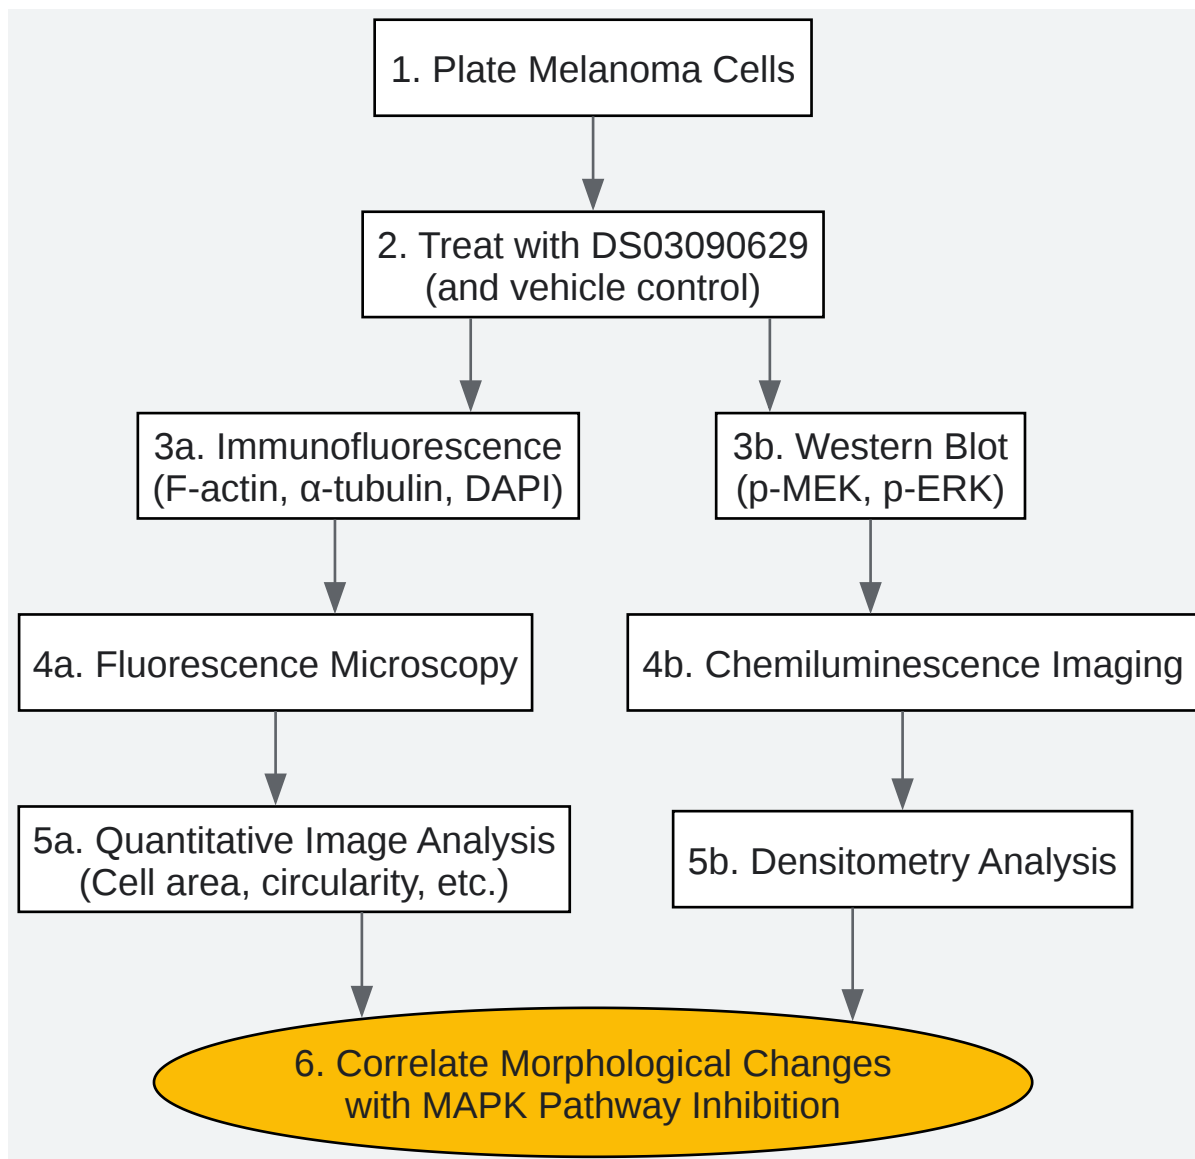 1. Plate Melanoma Cells
2. Treat with DS03090629
(and vehicle control)
3a. Immunofluorescence
(F-actin, α-tubulin, DAPI)
3b. Western Blot
(p-MEK, p-ERK)
4a. Fluorescence Microscopy
4b. Chemiluminescence Imaging
5a. Quantitative Image Analysis
(Cell area, circularity, etc.)
5b. Densitometry Analysis
6. Correlate Morphological Changes
with MAPK Pathway Inhibition